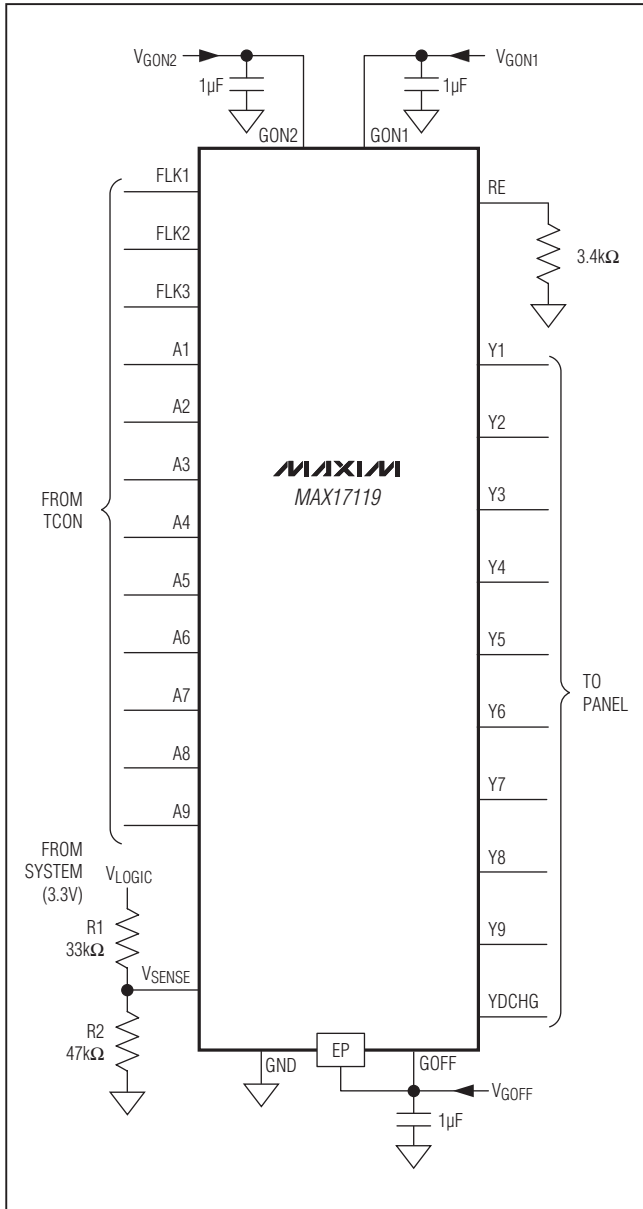 VGON2
VGON1
1µF
1µF
GON2
GON1
FLK1
FLK2
FLK3
A1
A2
A3
A4
A5
A6
A7
A8
A9
FROM
TCON
RE
3.4kΩ
MAXIM
MAX17119
Y1
Y2
Y3
Y4
Y5
Y6
Y7
Y8
Y9
YDCHG
TO
PANEL
FROM
SYSTEM
(3.3V)
VLOGIC
R1
33kΩ
VSENSE
R2
47kΩ
GND
EP
GOFF
VGOFF
1µF